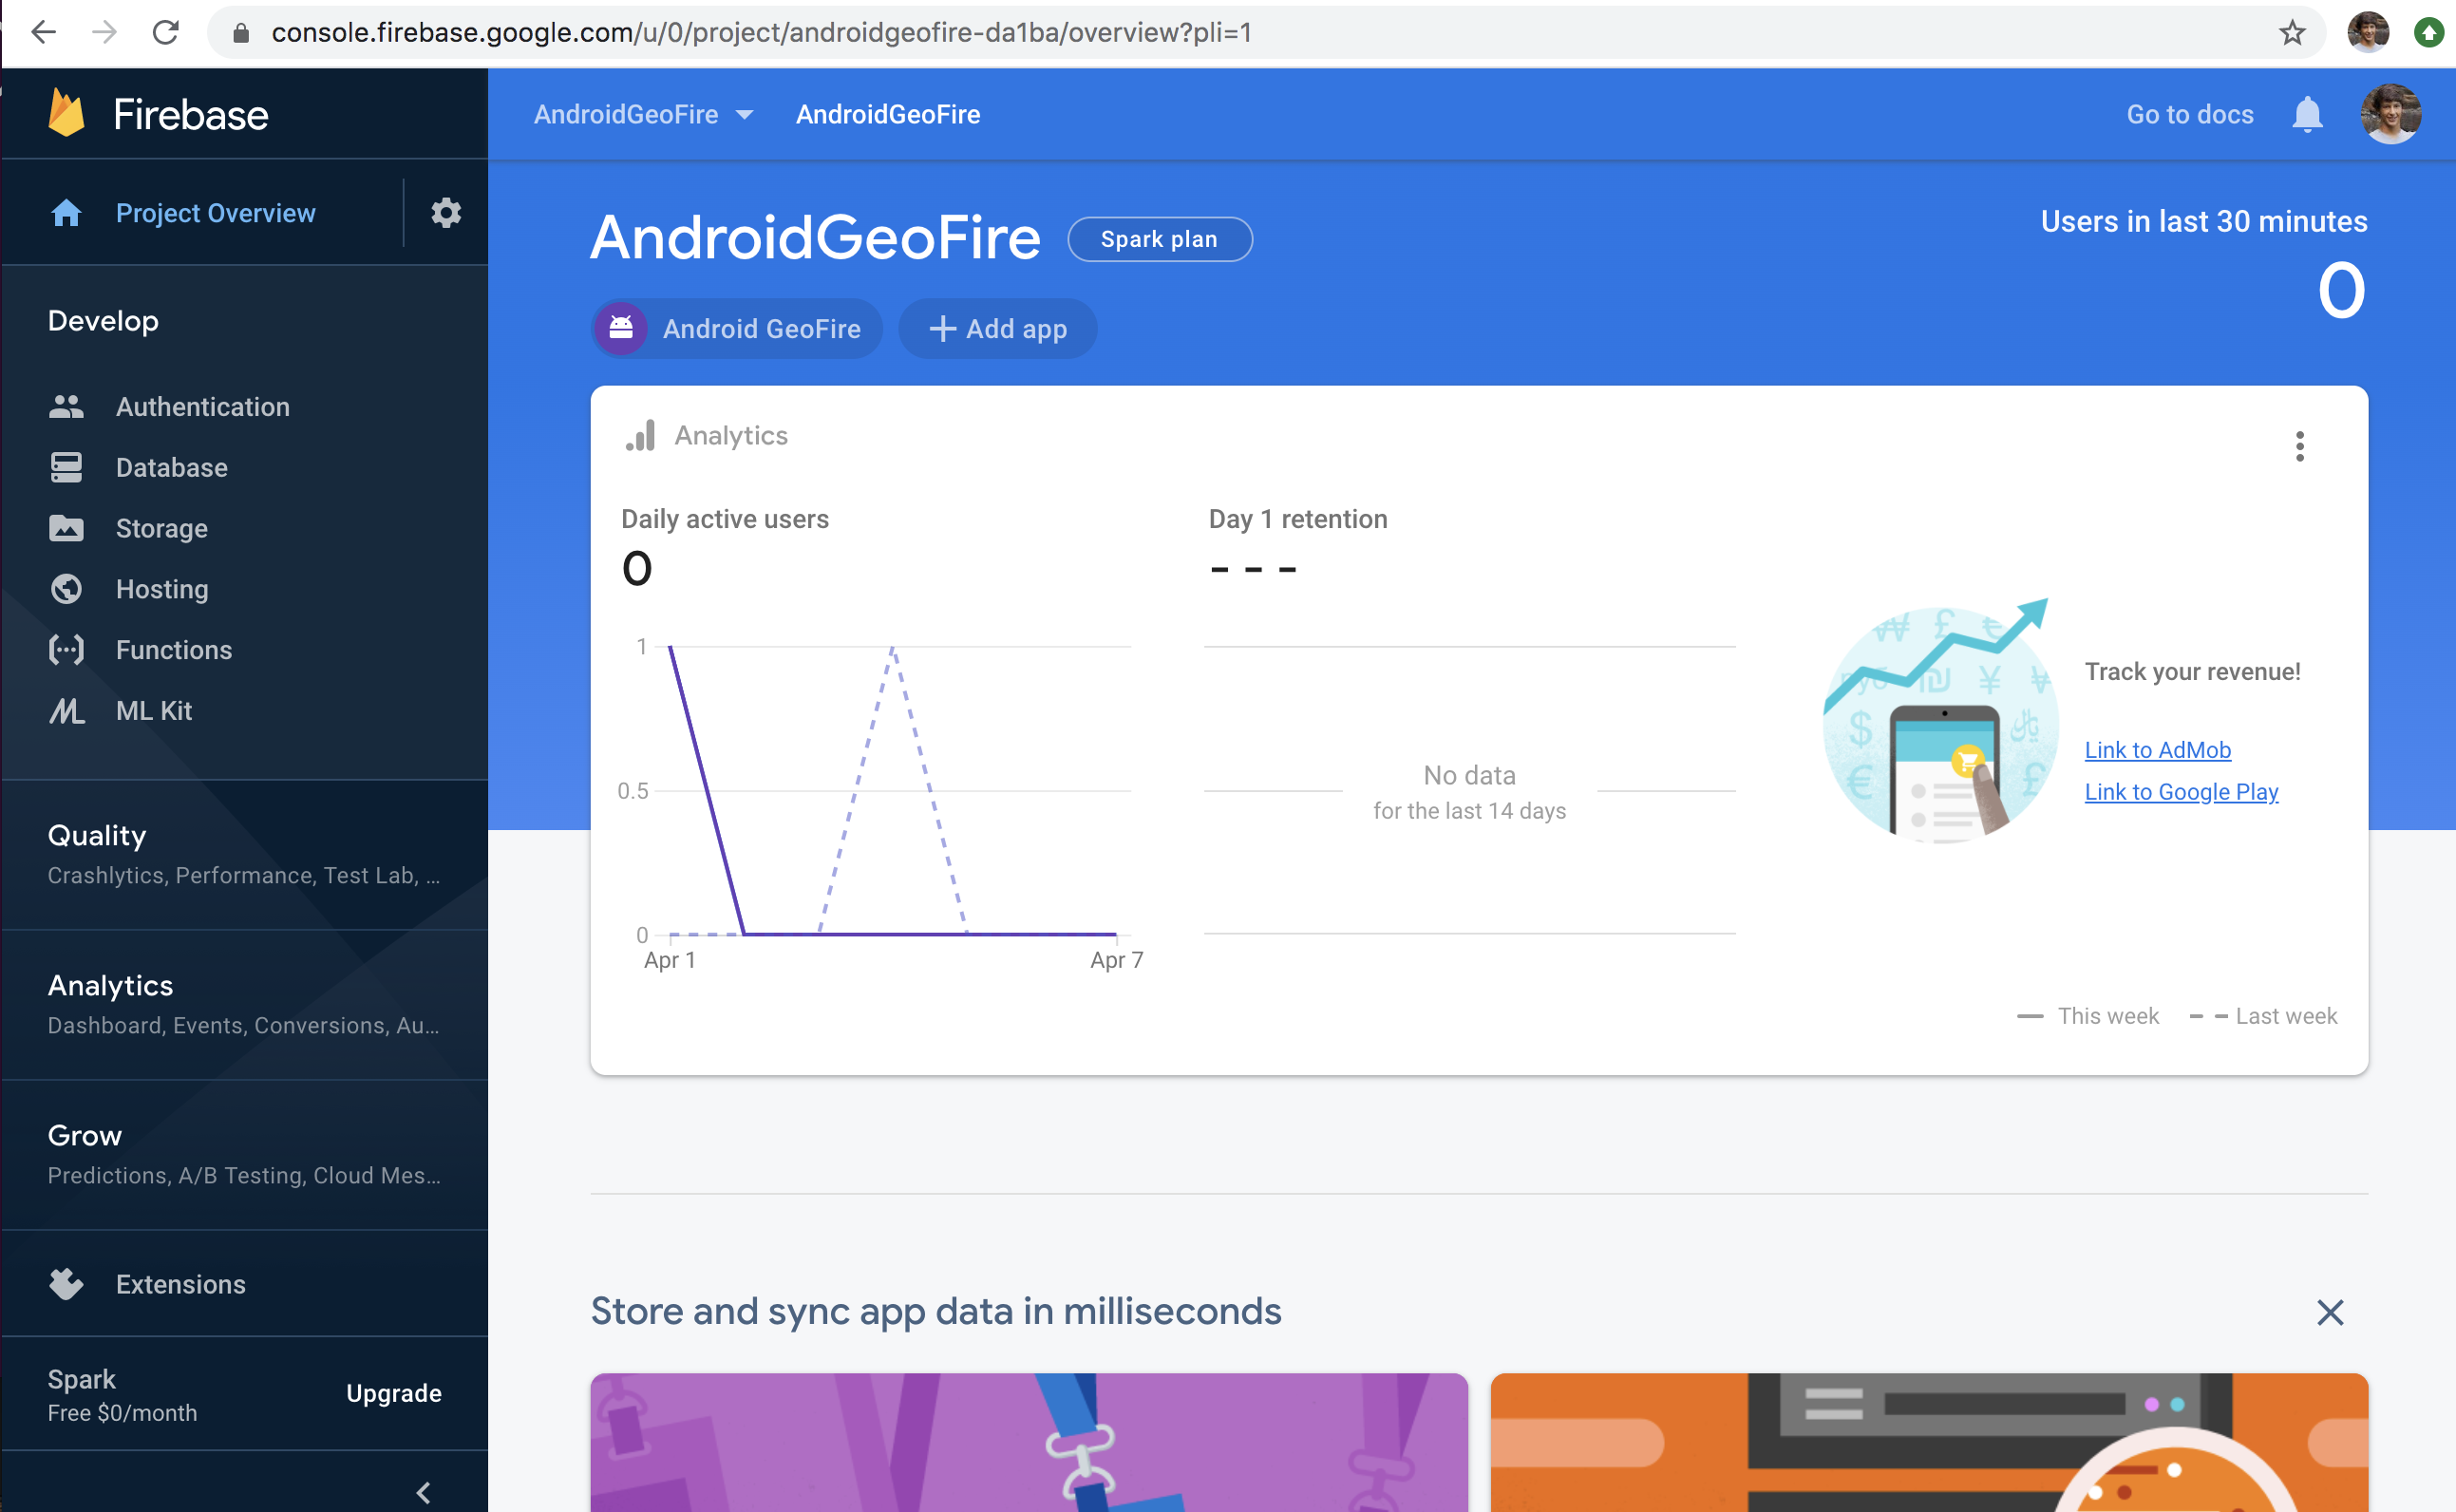 console.firebase.google.com/u/0/project/androidgeofire-da1ba/overview?pli=1
Firebase
AndroidGeoFire
AndroidGeoFire
Go to docs
Project Overview
Develop
Authentication
Database
Storage
Hosting
Functions
ML Kit
Quality
Crashlytics, Performance, Test Lab, ...
Analytics
Dashboard, Events, Conversions, Au...
Grow
Predictions, A/B Testing, Cloud Mes...
Extensions
Spark
Free $0/month
Upgrade
AndroidGeoFire
Spark plan
Users in last 30 minutes
0
Android GeoFire
Add app
Analytics
Daily active users
0
1
0.5
0
Apr 1
Apr 7
Day 1 retention
- - -
No data
for the last 14 days
Track your revenue!
Link to AdMob
Link to Google Play
This week
Last week
Store and sync app data in milliseconds